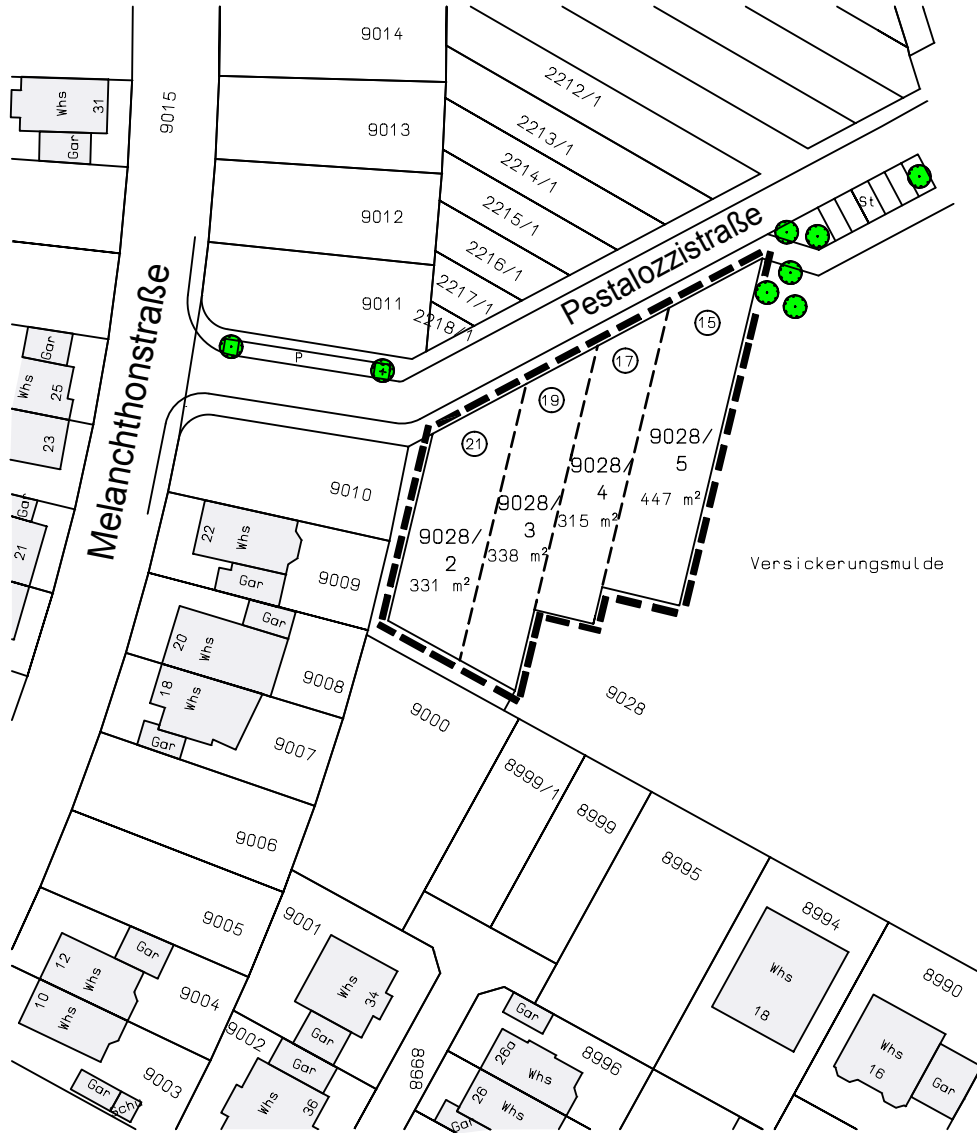 9014
2212/1
Whs
31
9015
9013
2213/1
Gar
2214/1
St
9012
2215/1
2216/1
Pestalozzistraße
2217/1
9011
2218/1
Melanchthonstraße
P
15
17
19
21
Gar
Whs
25
23
9028/
5
447 m²
9028/
4
315 m²
9028/
3
338 m²
9028/
2
331 m²
9010
Gar
21
22
Whs
9009
Gar
Versickerungsmulde
Gar
20
Whs
9008
18
Whs
9028
9000
Gar
9007
8999/1
8999
9006
8995
9005
9001
8994
Gar
12
Whs
Whs
34
Whs
18
8990
10
Whs
9004
Gar
9002
Gar
26a
Whs
8996
Whs
16
Gar
8998
Gar
9003
Gar
Sch
Whs
36
26
Whs
Gar